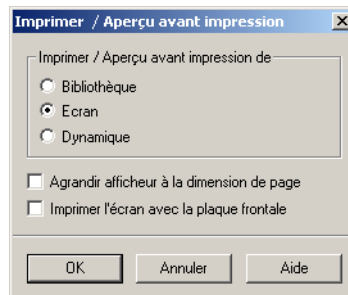 Imprimer / Aperçu avant impression
Imprimer / Aperçu avant impression de
Bibliothèque
Ecran
Dynamique
Agrandir afficheur à la dimension de page
Imprimer l'écran avec la plaque frontale
OK Annuler Aide